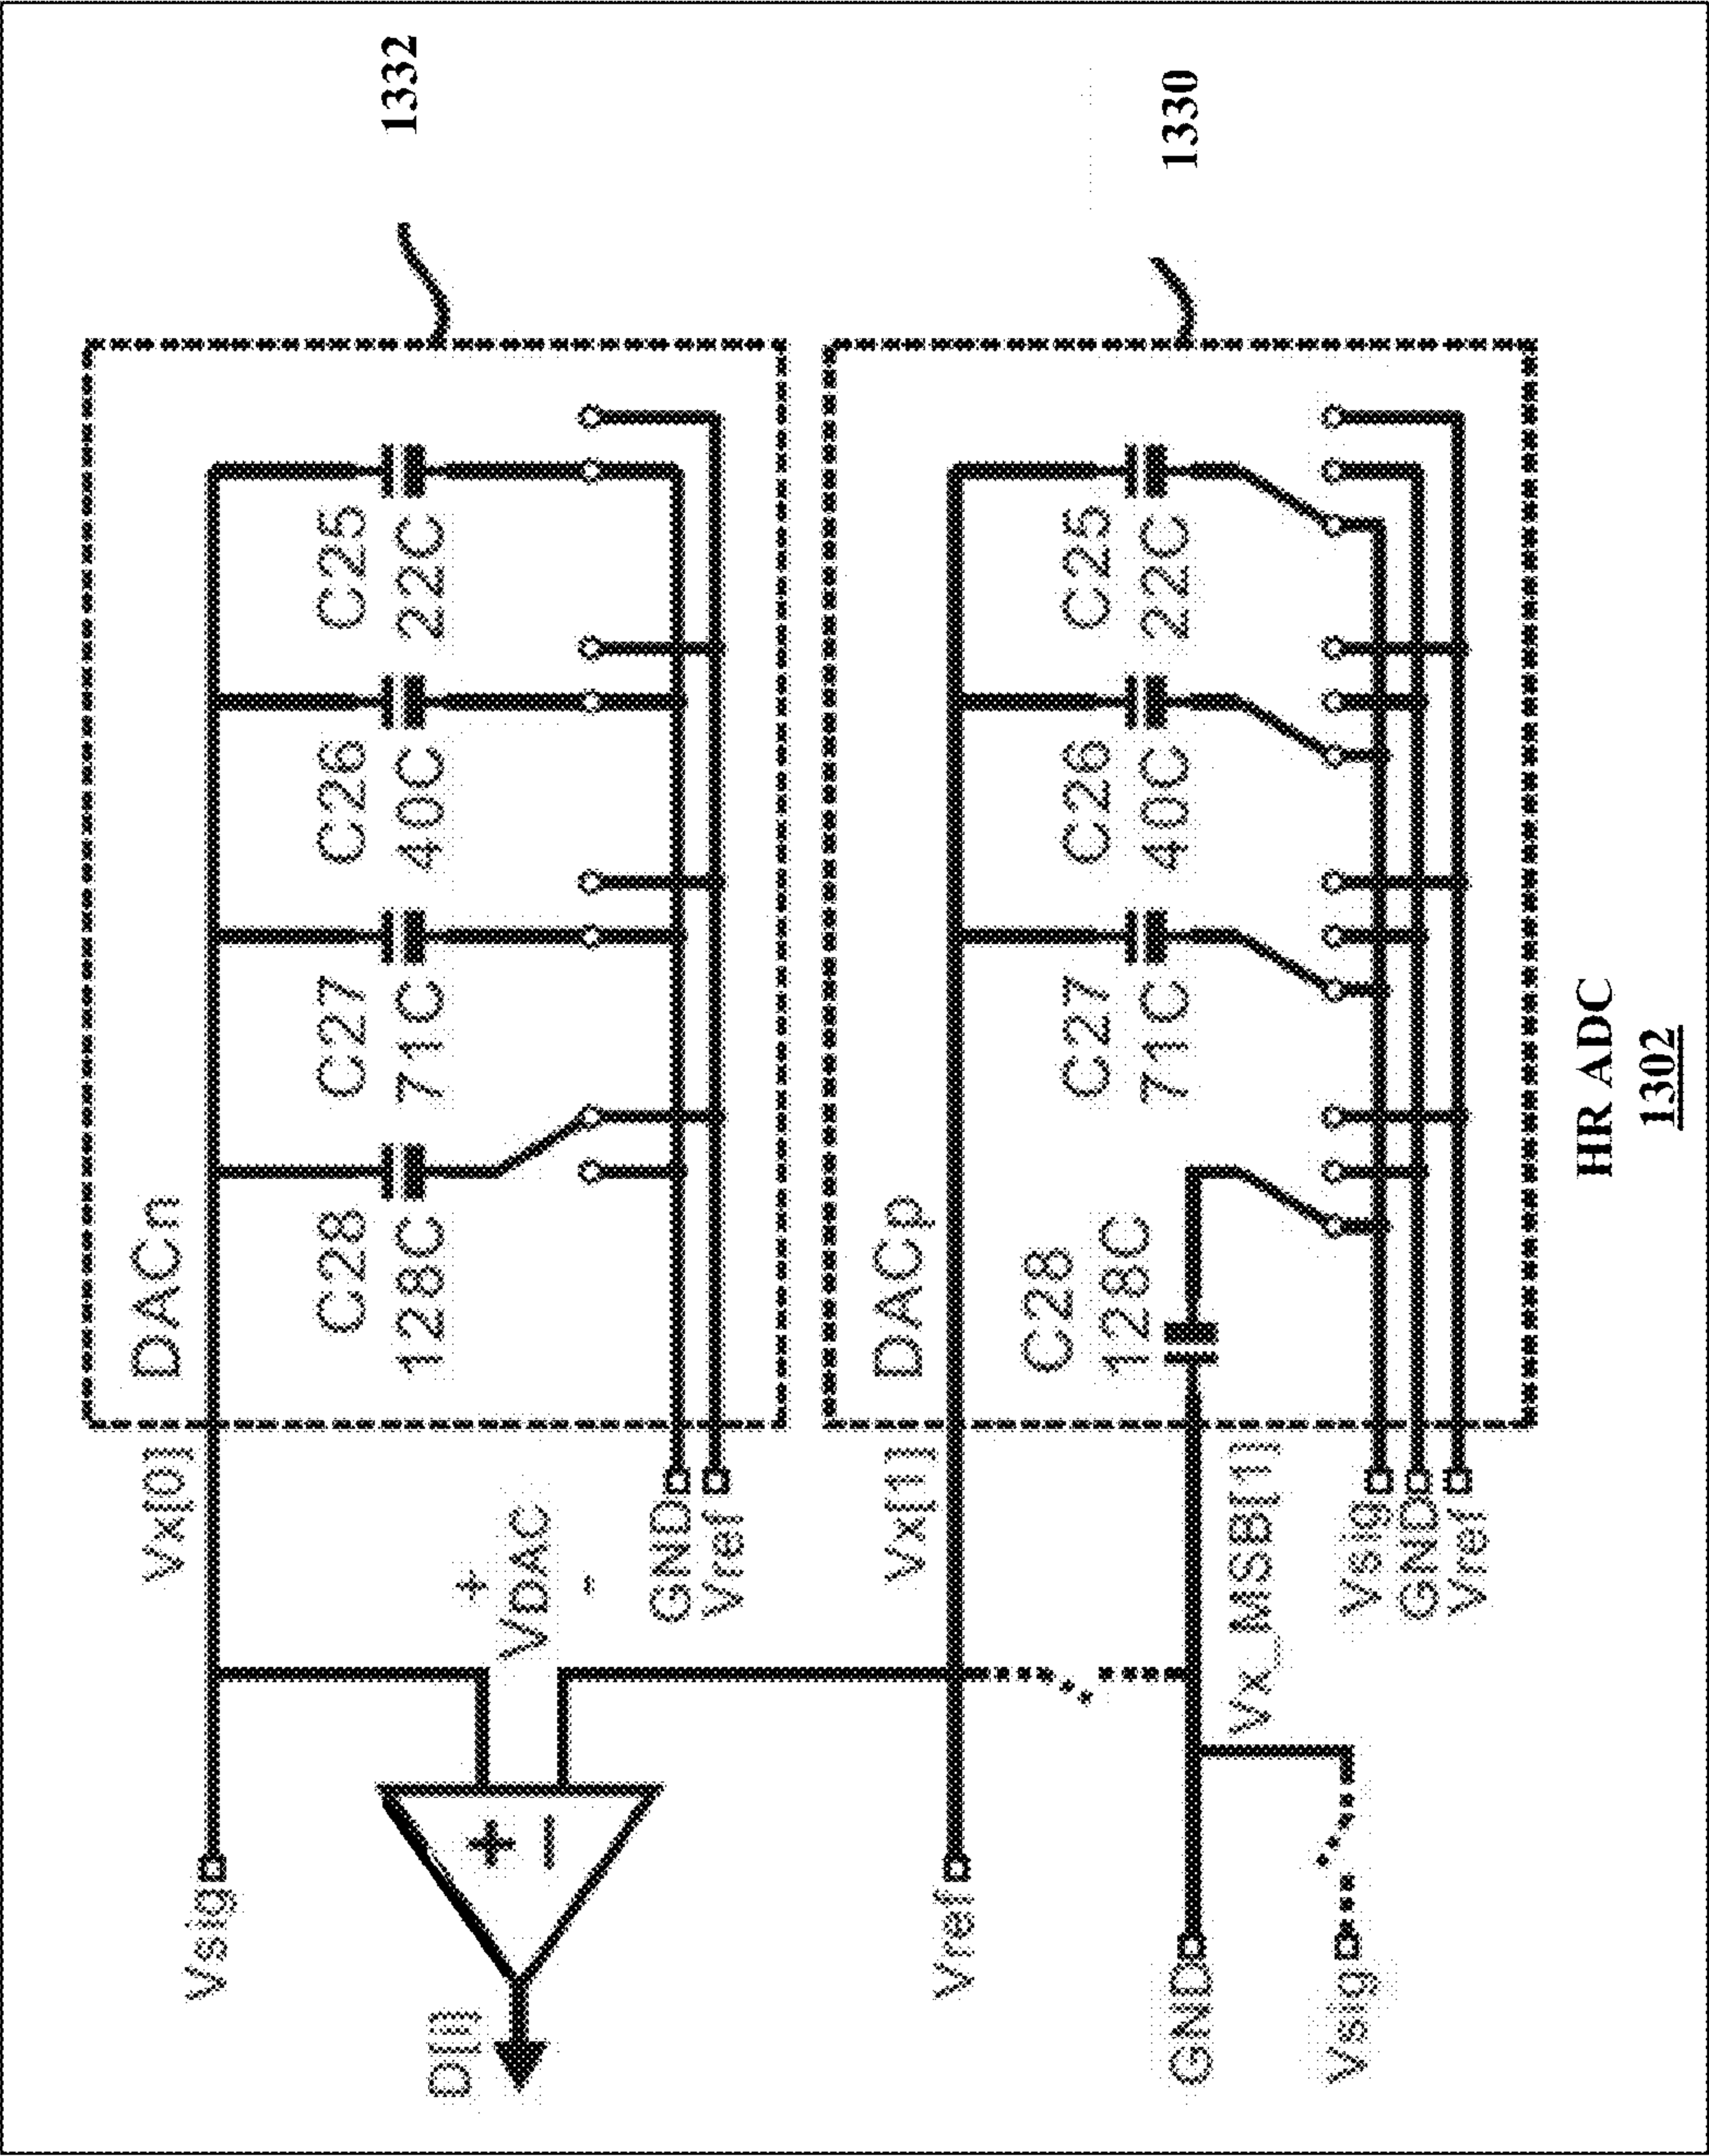 1332
DACn
Vx[0]
Vsig
C28
128C
C27
71C
C26
40C
C25
22C
+
VDAC
-
GND
Vref
+
−
D[i]
1330
DACp
Vx[1]
Vref
C28
128C
C27
71C
C26
40C
C25
22C
Vx_MSB[1]
GND
Vsig
Vsig
GND
Vref
HR ADC
1302